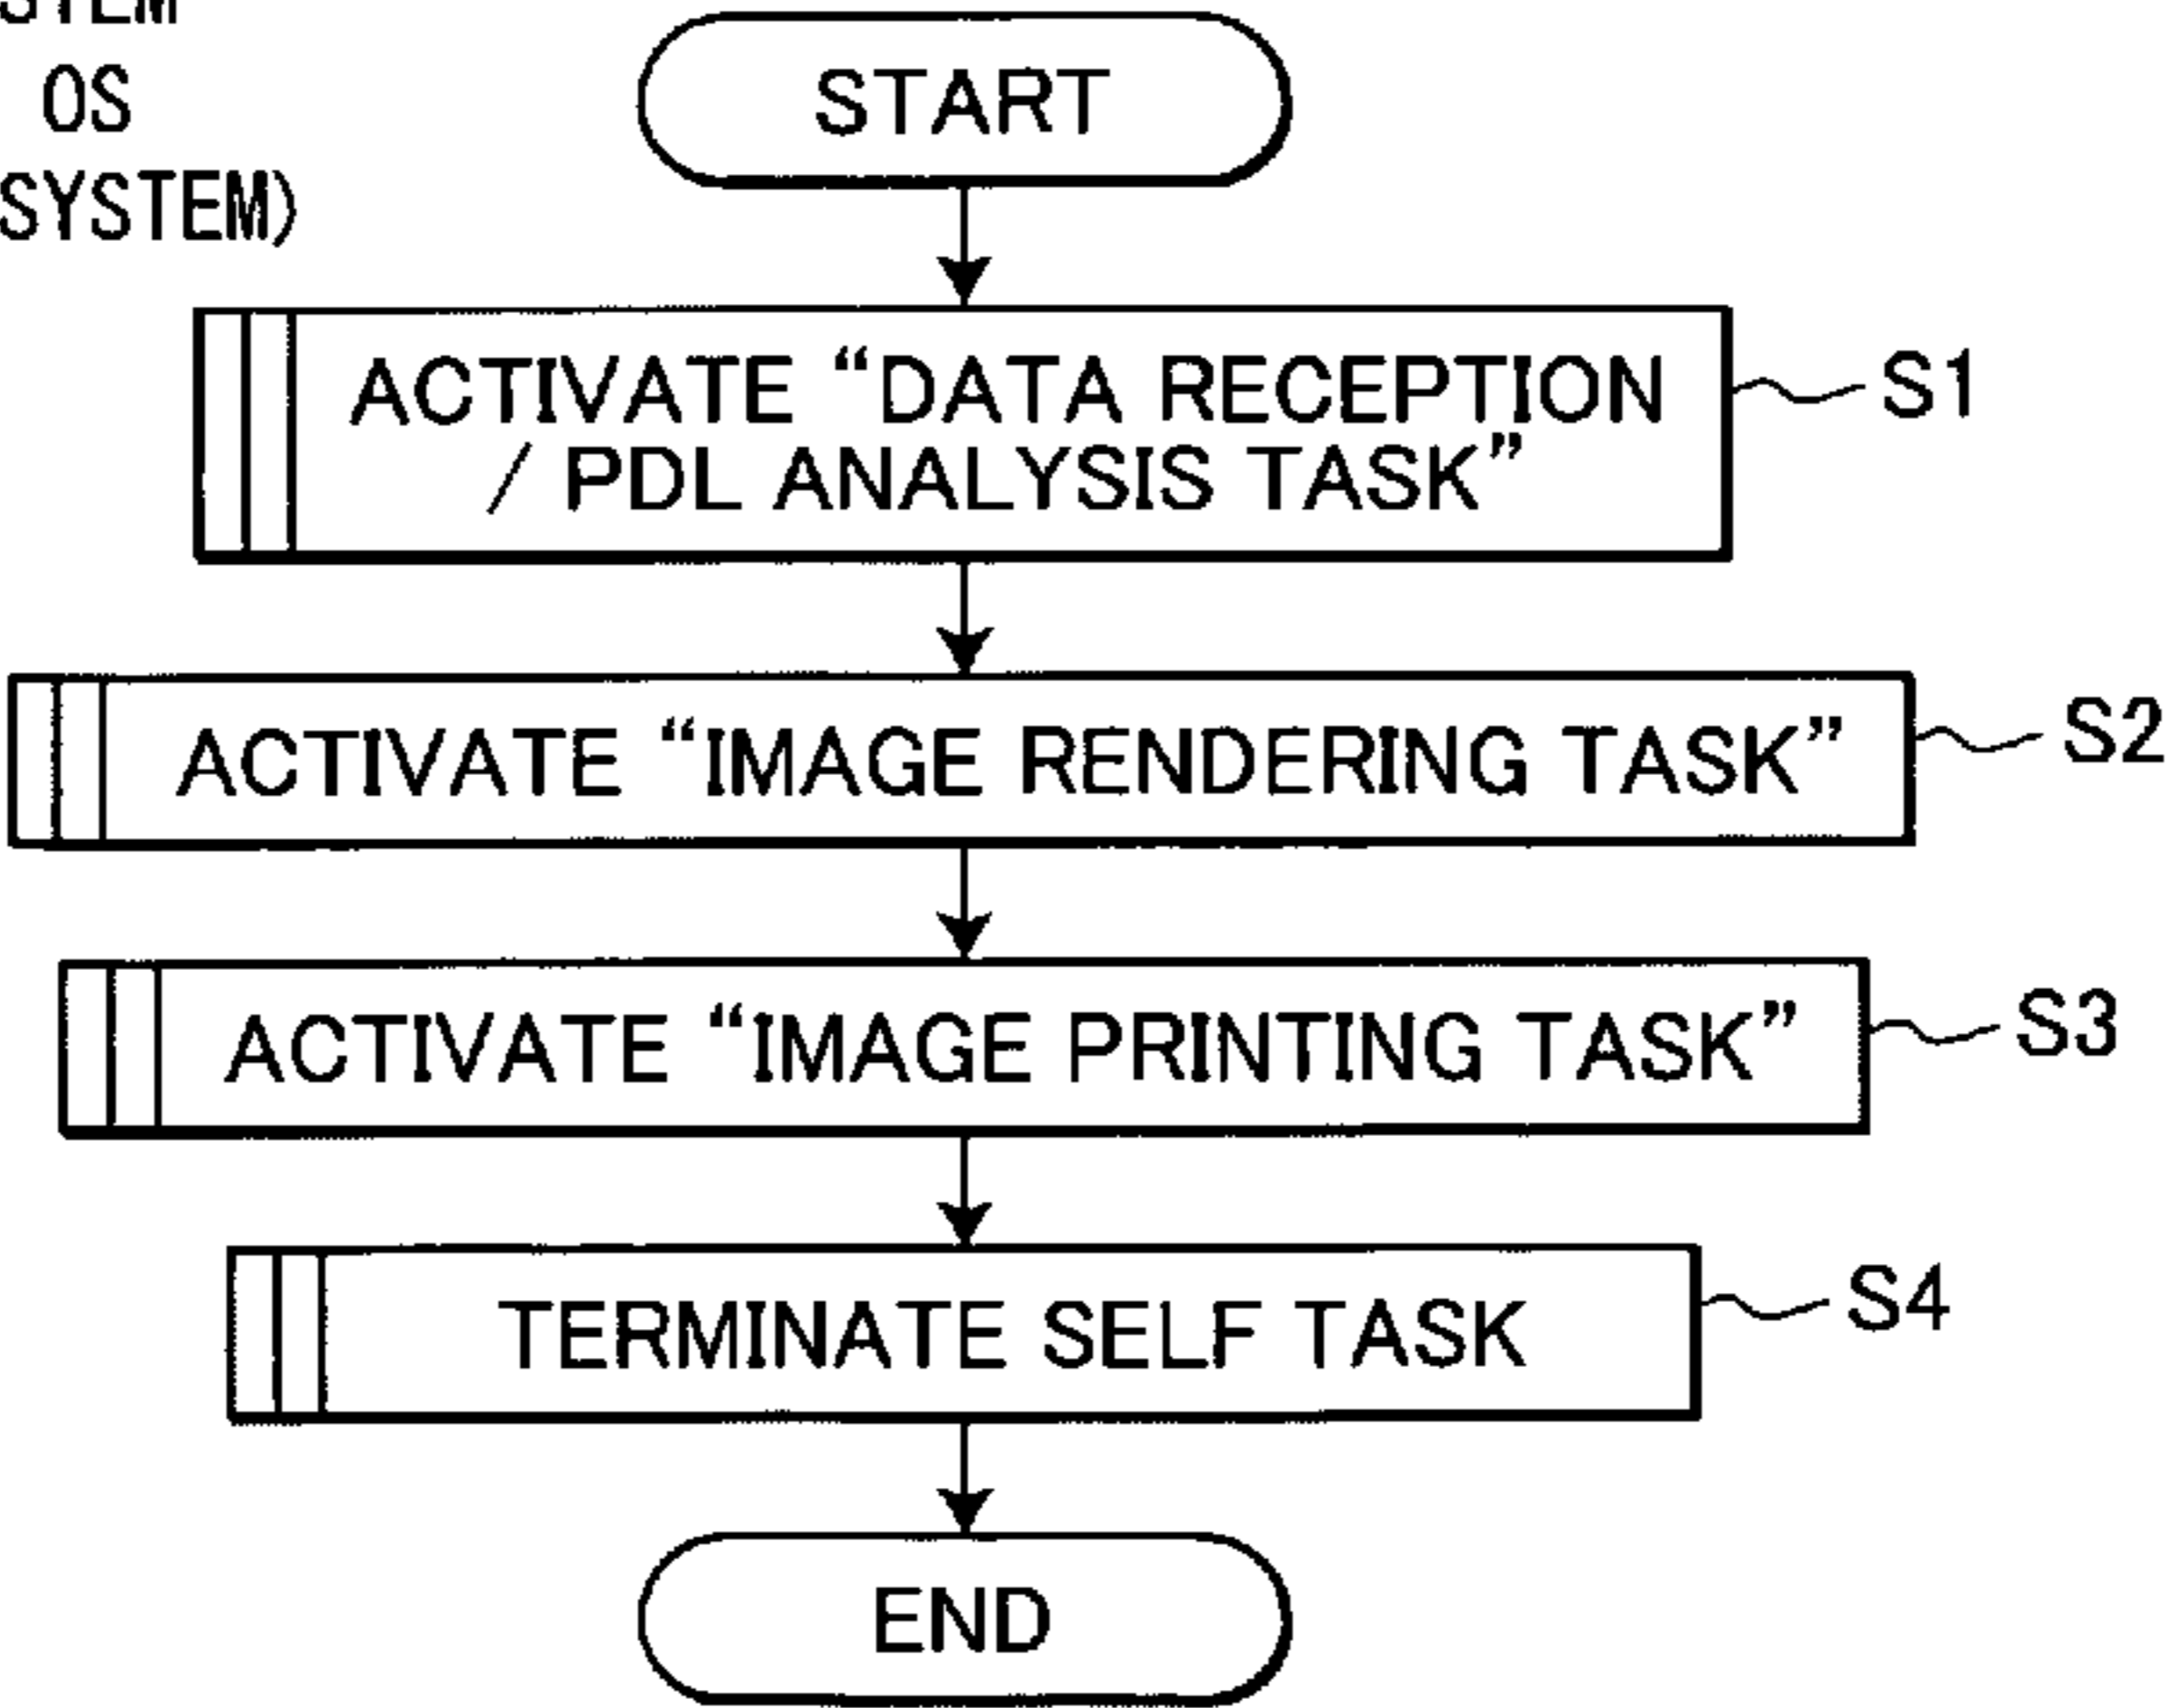 OS
SYSTEM)
START
ACTIVATE “DATA RECEPTION
/ PDL ANALYSIS TASK”
S1
ACTIVATE “IMAGE RENDERING TASK”
S2
ACTIVATE “IMAGE PRINTING TASK”
S3
TERMINATE SELF TASK
S4
END